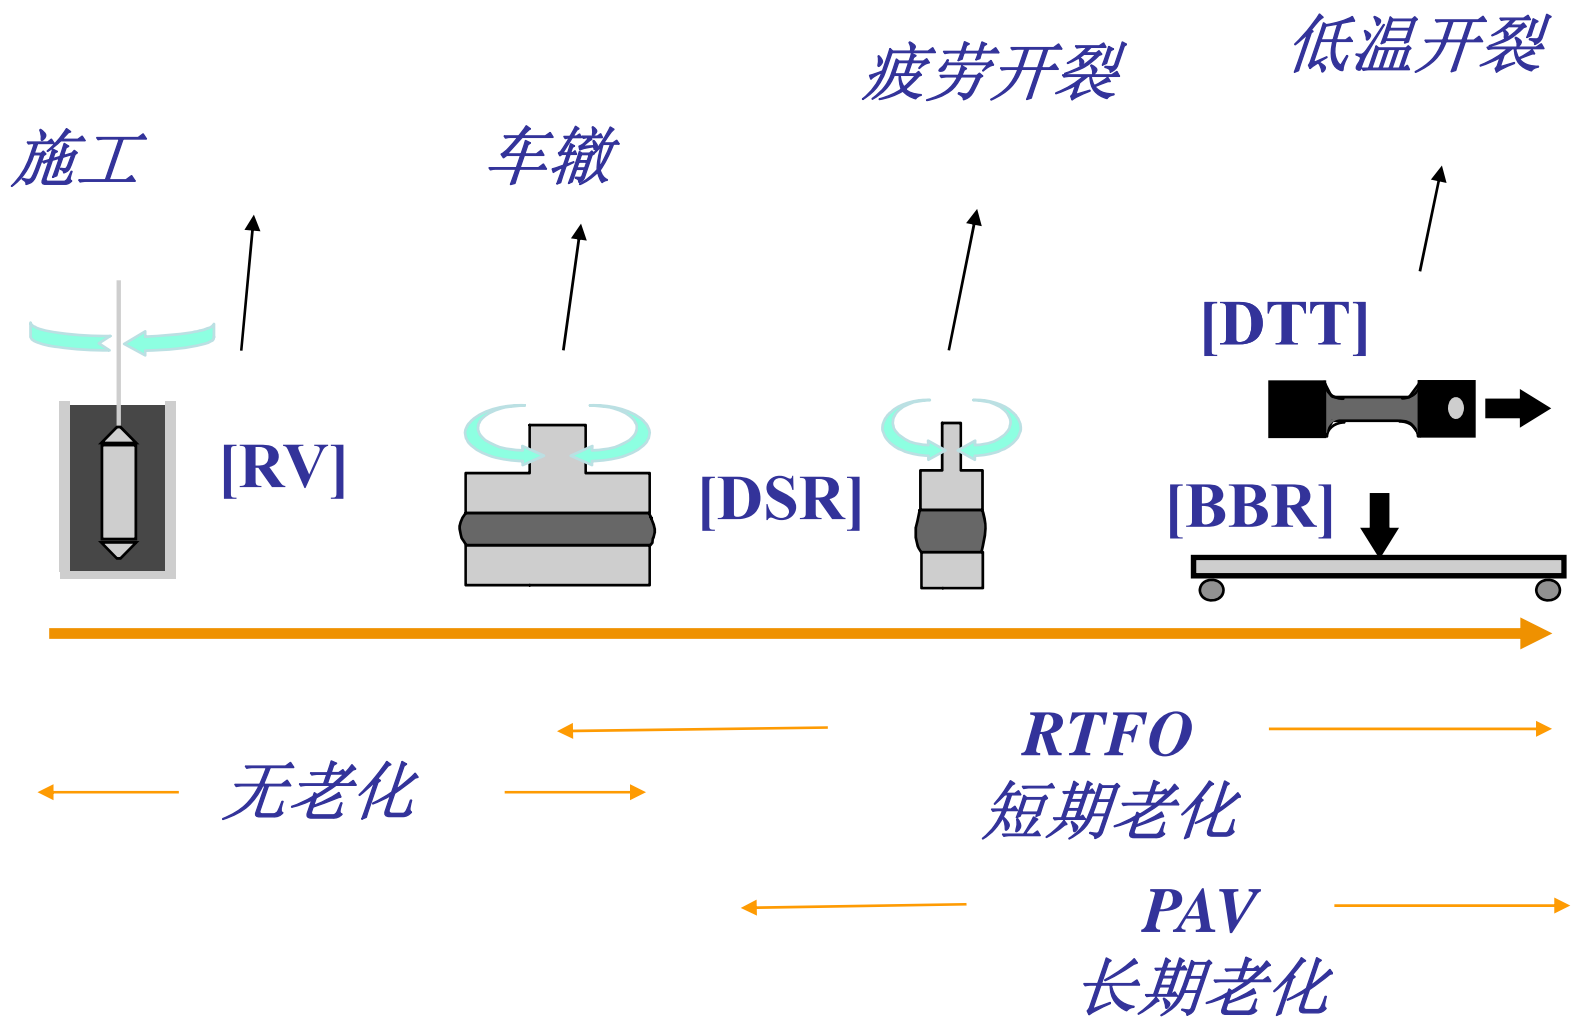 低温开裂
疲劳开裂
施工
车辙
[DTT]
[RV]
[DSR]
[BBR]
RTFO
短期老化
无老化
PAV
长期老化